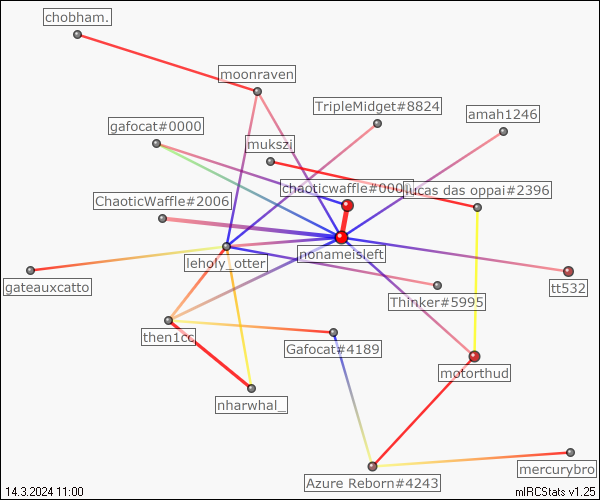 chobham.
moonraven
TripleMidget#8824
amah1246
gafocat#0000
mukszi
chaoticwaffle#000
lucas das oppai#2396
ChaoticWaffle#2006
nonameisleft
leholy_otter
gateauxcatto
Thinker#5995
tt532
then1cc
Gafocat#4189
motorthud
nharwhal_
mercurybro
Azure Reborn#4243
14.3.2024 11:00
mIRCStats v1.25